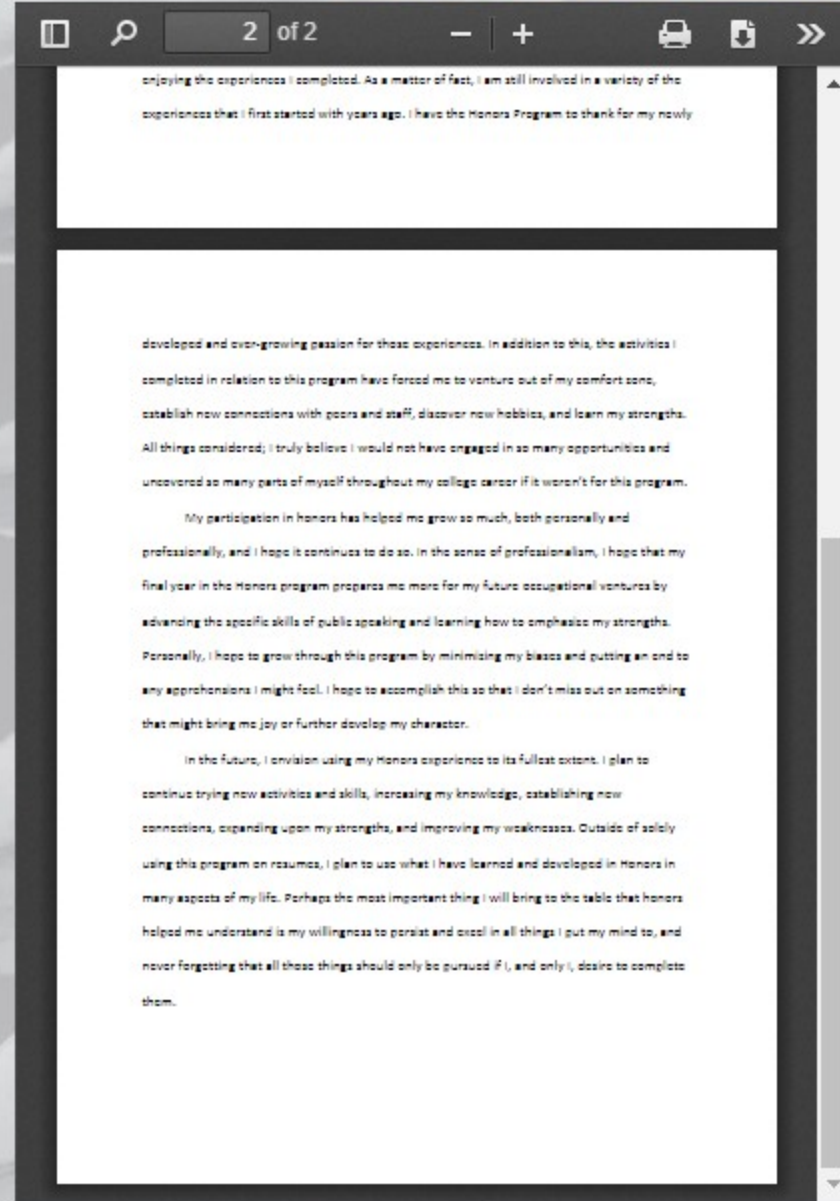 2 of 2
enjoying the experiences I completed. As a matter of fact, I am still involved in a variety of the
experiences that I first started with years ago. I have the Honors Program to thank for my newly
developed and ever-growing passion for those experiences. In addition to this, the activities I
completed in relation to this program have forced me to venture out of my comfort zone,
establish new connections with peers and staff, discover new hobbies, and learn my strengths.
All things considered; I truly believe I would not have engaged in so many opportunities and
uncovered so many parts of myself throughout my college career if it weren't for this program.
My participation in honors has helped me grow so much, both personally and
professionally, and I hope it continues to do so. In the sense of professionalism, I hope that my
final year in the Honors program prepares me more for my future occupational ventures by
advancing the specific skills of public speaking and learning how to emphasize my strengths.
Personally, I hope to grow through this program by minimizing my biases and putting an end to
any apprehensions I might feel. I hope to accomplish this so that I don't miss out on something
that might bring me joy or further develop my character.
In the future, I envision using my Honors experience to its fullest extent. I plan to
continue trying new activities and skills, increasing my knowledge, establishing new
connections, expanding upon my strengths, and improving my weaknesses. Outside of solely
using this program on resumes, I plan to use what I have learned and developed in Honors in
many aspects of my life. Perhaps the most important thing I will bring to the table that honors
helped me understand is my willingness to persist and excel in all things I put my mind to, and
never forgetting that all those things should only be pursued if I, and only I, desire to complete
them.